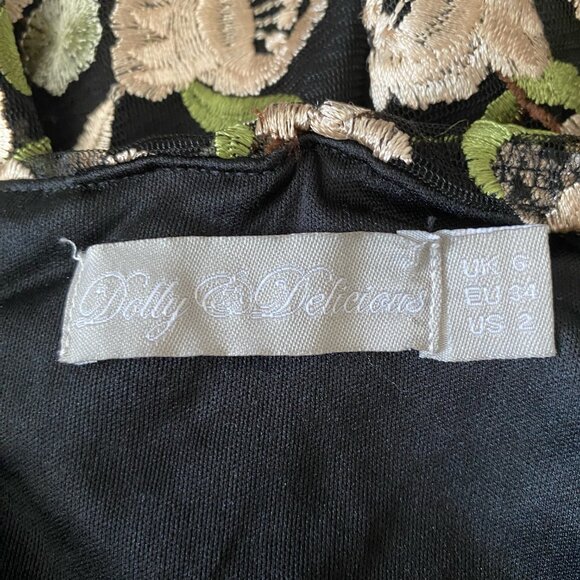 Dolly & Delicious
UK 6
EU 34
US 2